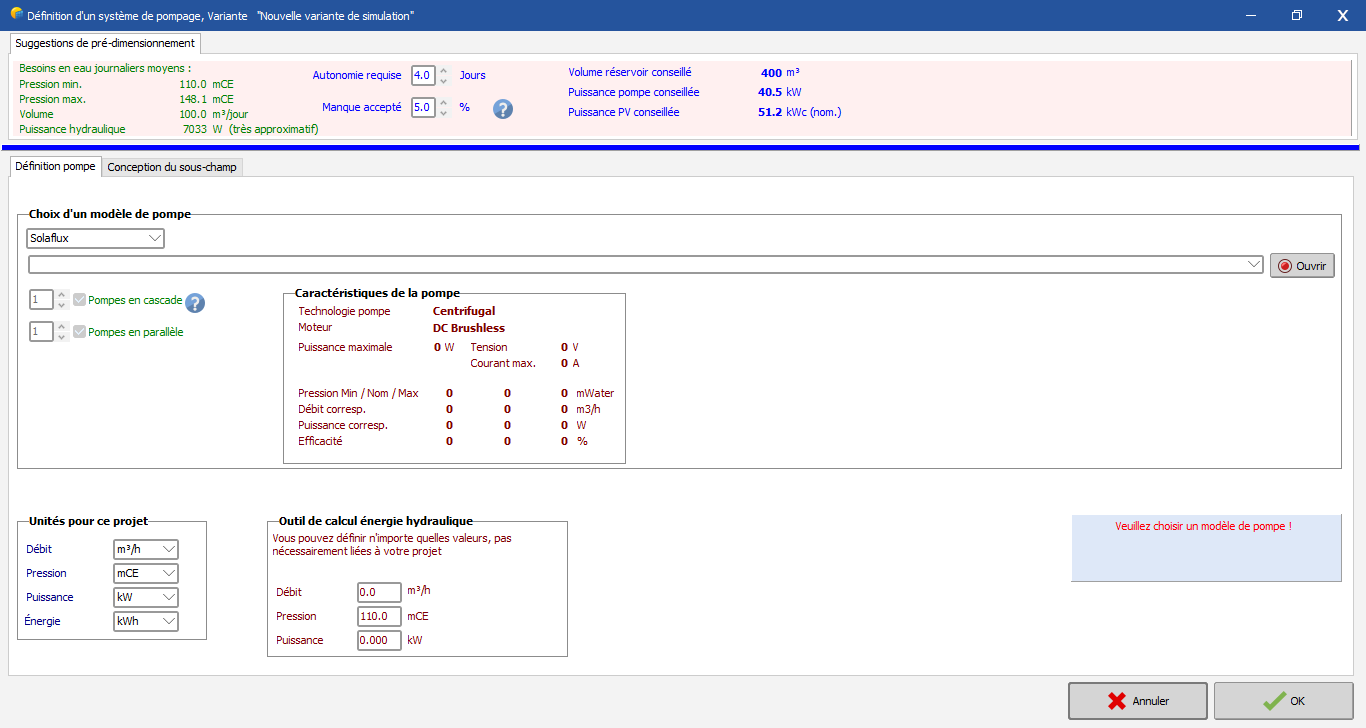 Définition d'un système de pompage, Variante "Nouvelle variante de simulation"
Suggestions de pré-dimensionnement
Besoins en eau journaliers moyens :
Pression min. 110.0 mCE
Pression max. 148.1 mCE
Volume 100.0 m³/jour
Puissance hydraulique 7033 W (très approximatif)
Autonomie requise 4.0 Jours
Manque accepté 5.0 % ?
Volume réservoir conseillé 400 m³
Puissance pompe conseillée 40.5 kW
Puissance PV conseillée 51.2 kWc (nom.)
Définition pompe Conception du sous-champ
Choix d'un modèle de pompe
Solaflux
Ouvrir
1 Pompes en cascade ?
1 Pompes en parallèle
Caractéristiques de la pompe
Technologie pompe Centrifugal
Moteur DC Brushless
Puissance maximale 0 W Tension 0 V
Courant max. 0 A
Pression Min / Nom / Max 0 0 0 mWater
Débit corresp. 0 0 0 m3/h
Puissance corresp. 0 0 0 W
Efficacité 0 0 0 %
Unités pour ce projet
Débit m³/h
Pression mCE
Puissance kW
Énergie kWh
Outil de calcul énergie hydraulique
Vous pouvez définir n'importe quelles valeurs, pas
nécessairement liées à votre projet
Débit 0.0 m³/h
Pression 110.0 mCE
Puissance 0.000 kW
Veuillez choisir un modèle de pompe !
Annuler OK